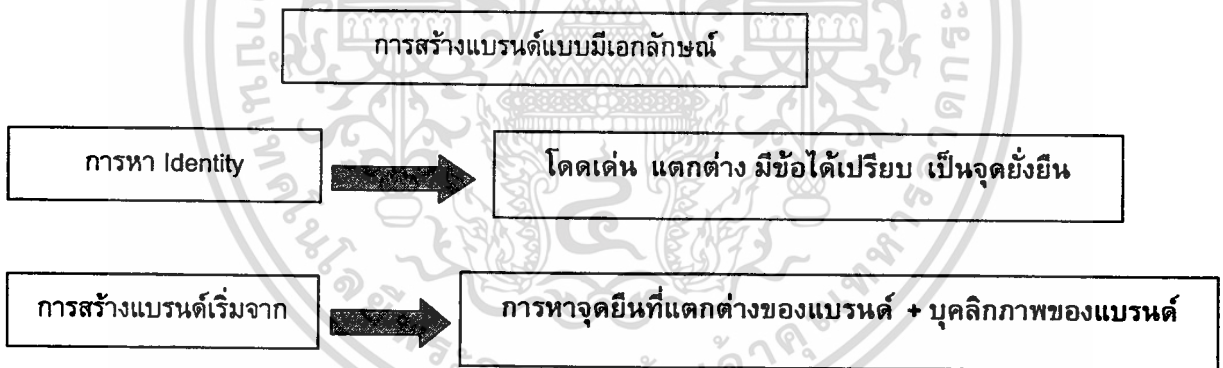 การสร้างแบรนด์แบบมีเอกลักษณ์
การหา Identity
โดดเด่น แตกต่าง มีข้อได้เปรียบ เป็นจุดยั่งยืน
การสร้างแบรนด์เริ่มจาก
การหาจุดยืนที่แตกต่างของแบรนด์ + บุคลิกภาพของแบรนด์